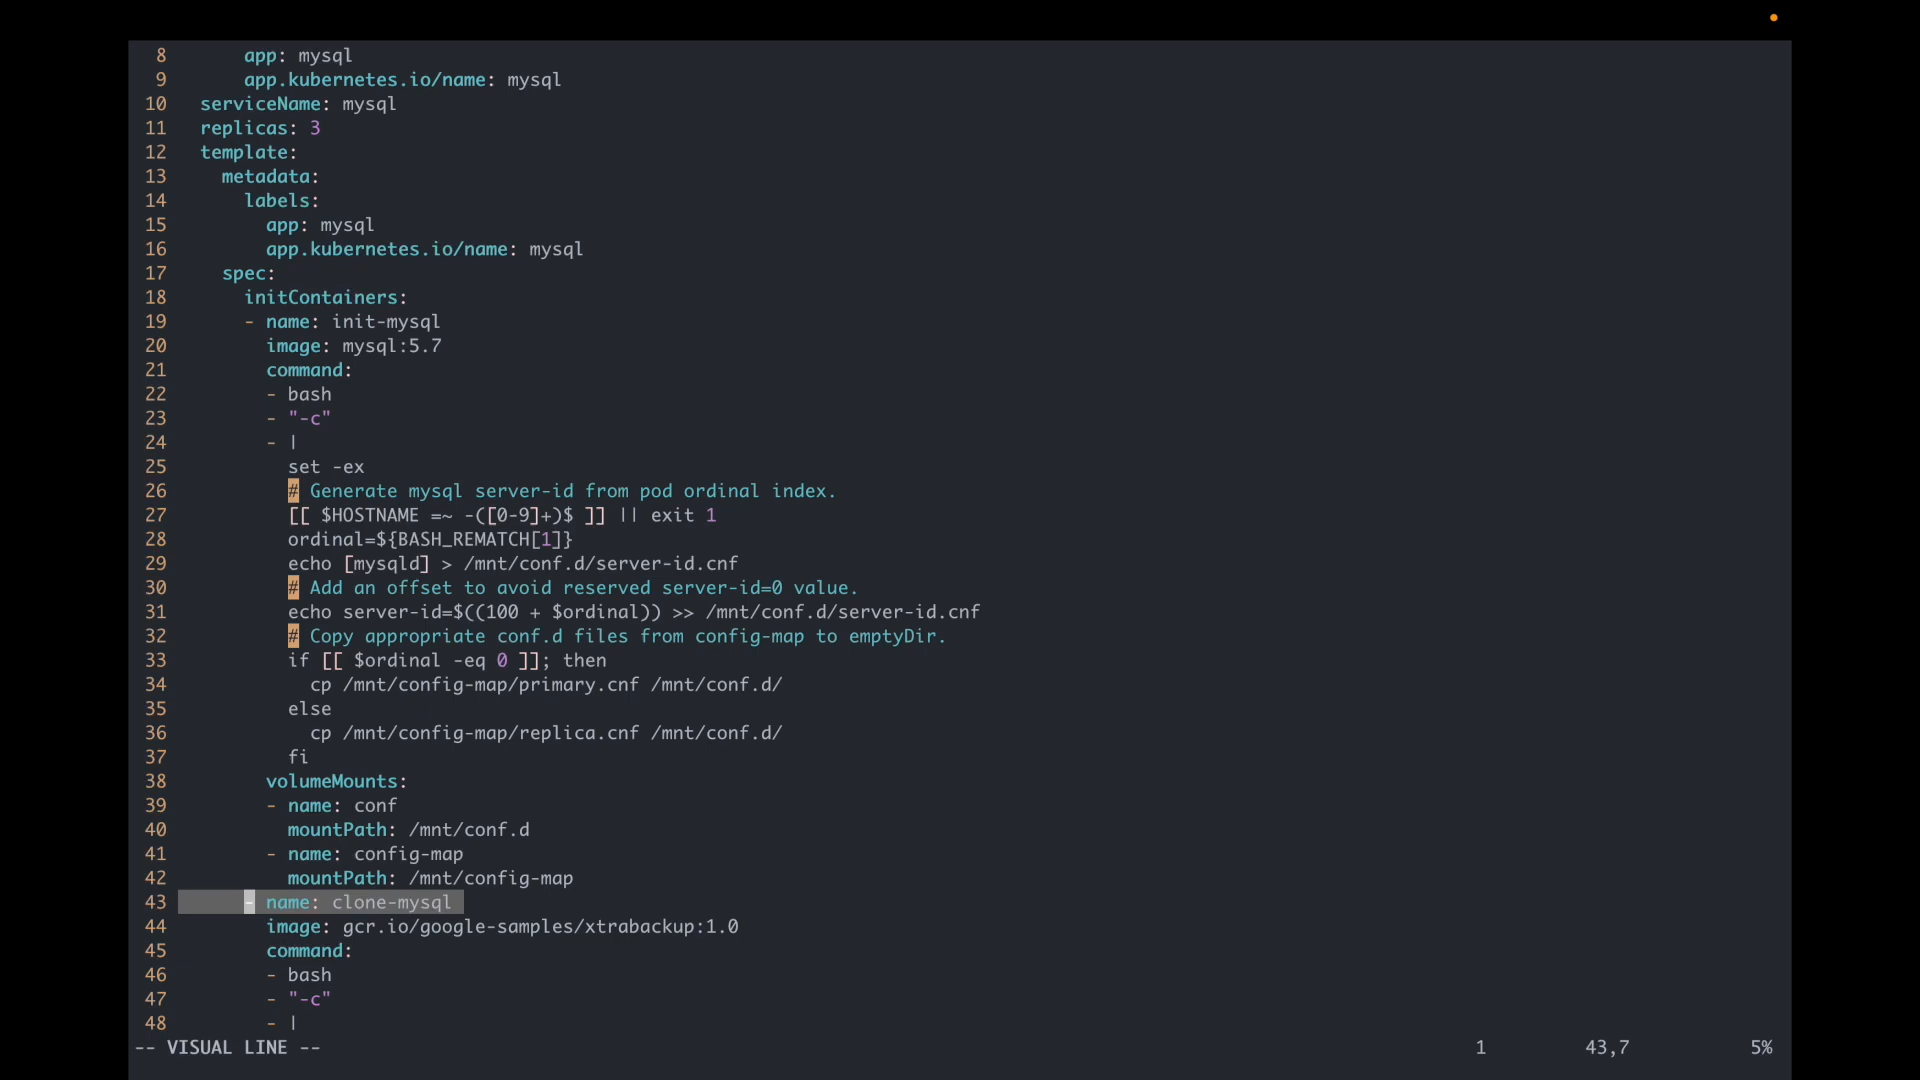 8       app: mysql
9       app.kubernetes.io/name: mysql
10   serviceName: mysql
11   replicas: 3
12   template:
13     metadata:
14       labels:
15         app: mysql
16         app.kubernetes.io/name: mysql
17     spec:
18       initContainers:
19       - name: init-mysql
20         image: mysql:5.7
21         command:
22         - bash
23         - "-c"
24         - |
25           set -ex
26           # Generate mysql server-id from pod ordinal index.
27           [[ $HOSTNAME =~ -([0-9]+)$ ]] || exit 1
28           ordinal=${BASH_REMATCH[1]}
29           echo [mysqld] > /mnt/conf.d/server-id.cnf
30           # Add an offset to avoid reserved server-id=0 value.
31           echo server-id=$((100 + $ordinal)) >> /mnt/conf.d/server-id.cnf
32           # Copy appropriate conf.d files from config-map to emptyDir.
33           if [[ $ordinal -eq 0 ]]; then
34             cp /mnt/config-map/primary.cnf /mnt/conf.d/
35           else
36             cp /mnt/config-map/replica.cnf /mnt/conf.d/
37           fi
38         volumeMounts:
39         - name: conf
40           mountPath: /mnt/conf.d
41         - name: config-map
42           mountPath: /mnt/config-map
43       - name: clone-mysql
44         image: gcr.io/google-samples/xtrabackup:1.0
45         command:
46         - bash
47         - "-c"
48         - |
-- VISUAL LINE -- 1 43,7 5%